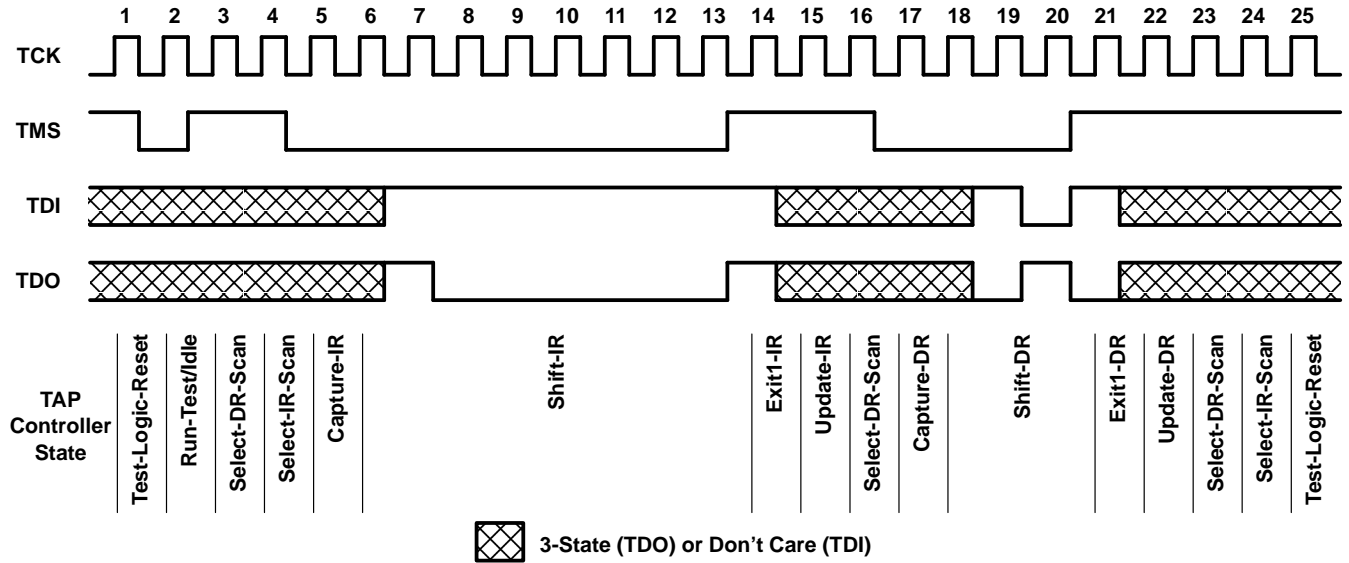 1 2 3 4 5 6 7 8 9 10 11 12 13 14 15 16 17 18 19 20 21 22 23 24 25
TCK
TMS
TDI
TDO
TAP
Controller
State
Test-Logic-Reset
Run-Test/Idle
Select-DR-Scan
Select-IR-Scan
Capture-IR
Shift-IR
Exit1-IR
Update-IR
Select-DR-Scan
Capture-DR
Shift-DR
Exit1-DR
Update-DR
Select-DR-Scan
Select-IR-Scan
Test-Logic-Reset
3-State (TDO) or Don't Care (TDI)